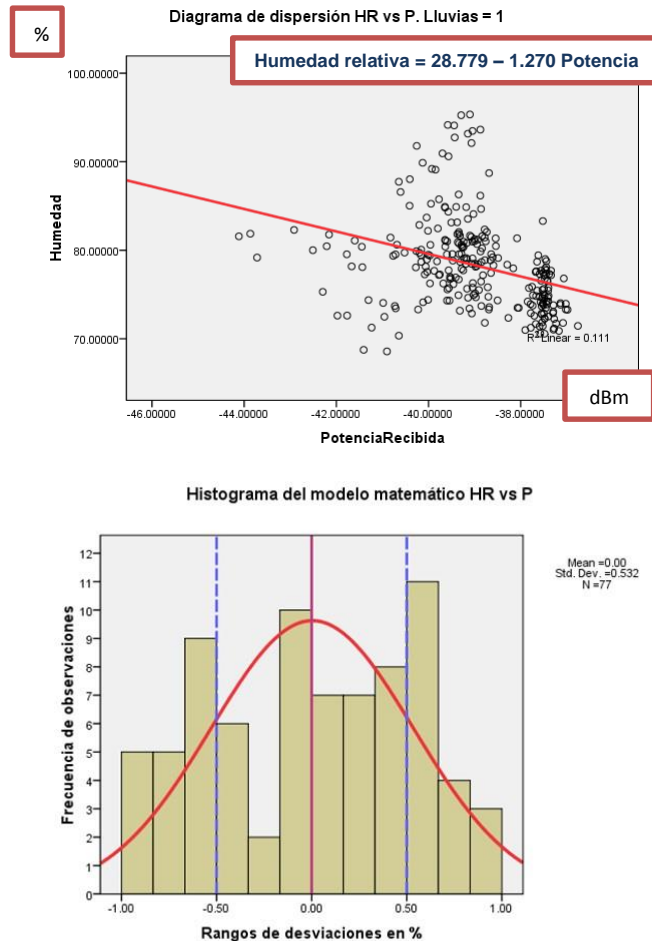 Diagrama de dispersión HR vs P. Lluvias = 1
%
Humedad relativa = 28.779 – 1.270 Potencia
100.00000
90.00000
80.00000
70.00000
Humedad
R² Linear = 0.111
-46.00000
-44.00000
-42.00000
-40.00000
-38.00000
dBm
PotenciaRecibida
Histograma del modelo matemático HR vs P
Mean =0.00
Std. Dev. =0.532
N =77
12
11
10
9
8
7
6
5
4
3
2
1
0
Frecuencia de observaciones
-1.00
-0.50
0.00
0.50
1.00
Rangos de desviaciones en %